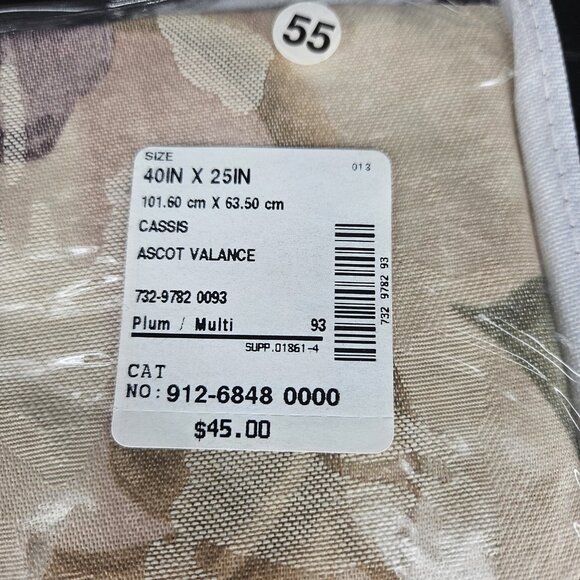 55
SIZE
013
40IN X 25IN
101.60 cm X 63.50 cm
CASSIS
ASCOT VALANCE
732-9782 0093
Plum / Multi 93
SUPP.01861-4
732 9782 93
CAT
NO: 912-6848 0000
$45.00